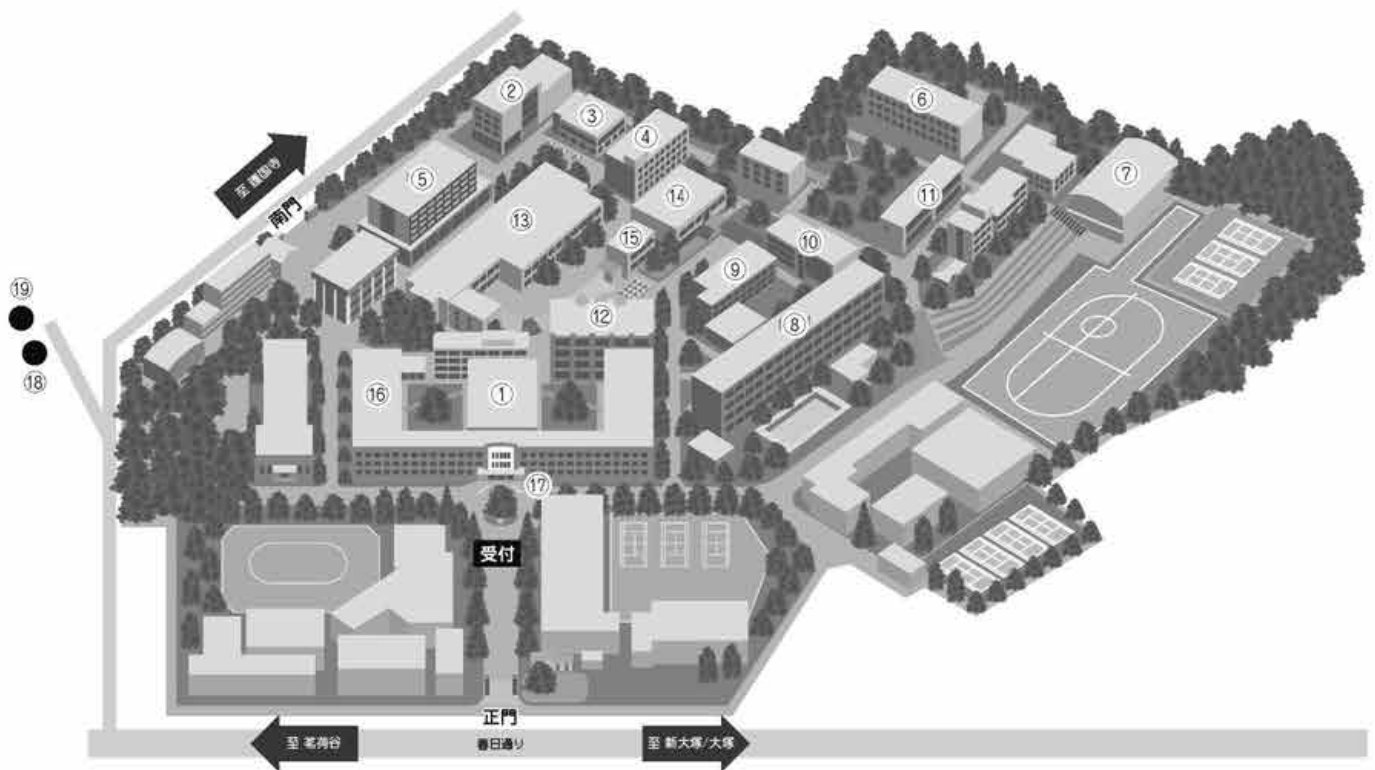 ②
③
④
⑥
⑦
⑤
至 護国寺
南門
⑬
⑭
⑪
⑮
⑩
⑨
⑲
⑫
⑧
⑱
⑯
①
⑰
受付
正門
至 茗荷谷
春日通り
至 新大塚/大塚